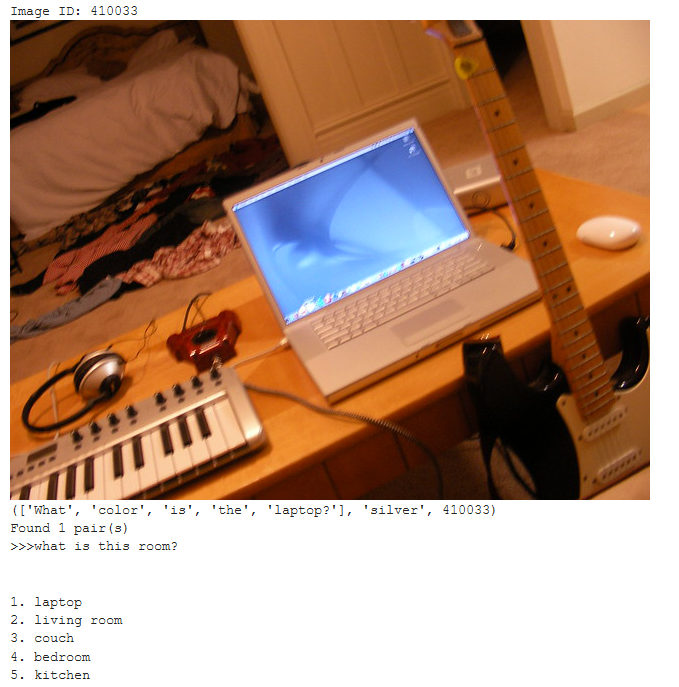 Image ID: 410033
(['What', 'color', 'is', 'the', 'laptop?'], 'silver', 410033)
Found 1 pair(s)
>>>what is this room?
1. laptop
2. living room
3. couch
4. bedroom
5. kitchen